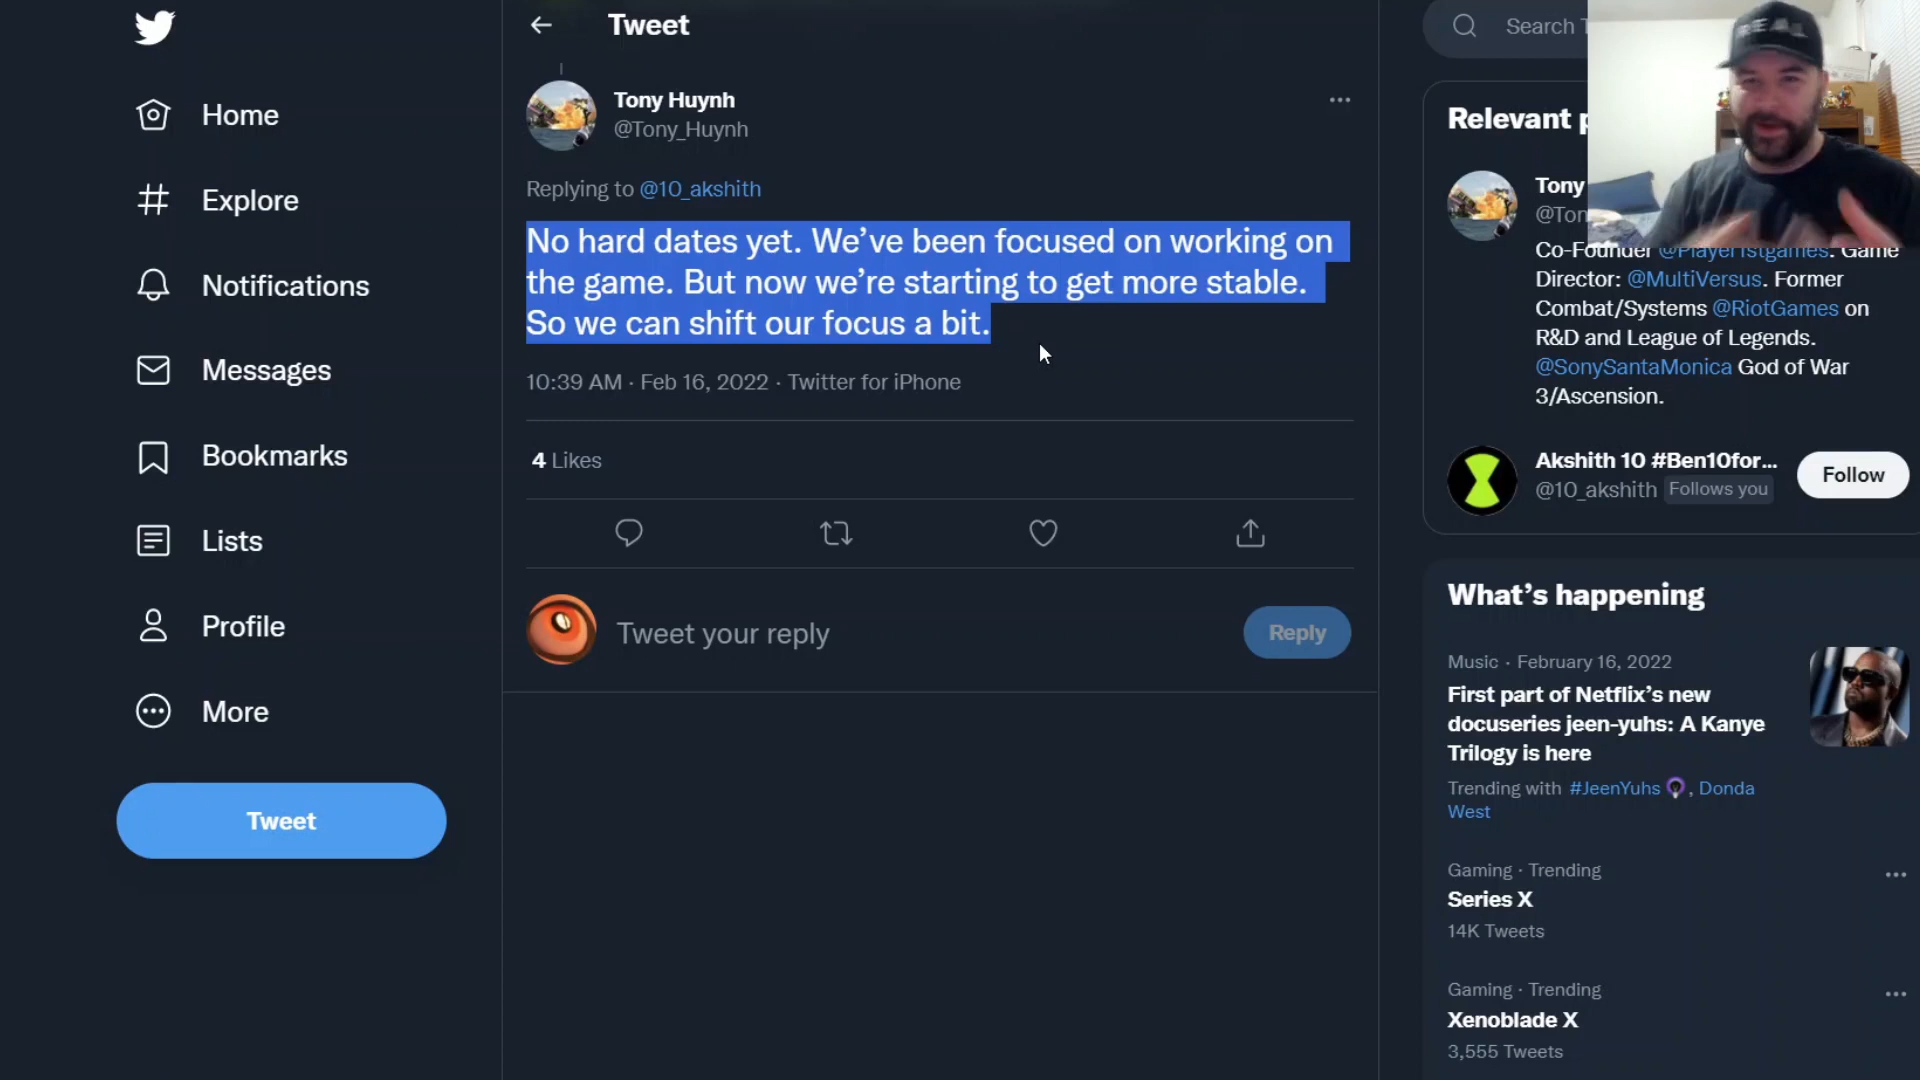 Home
Explore
Notifications
Messages
Bookmarks
Lists
Profile
More
Tweet
Tweet
Tony Huynh
@Tony_Huynh
Replying to @10_akshith
No hard dates yet. We’ve been focused on working on
the game. But now we’re starting to get more stable.
So we can shift our focus a bit.
10:39 AM · Feb 16, 2022 · Twitter for iPhone
4 Likes
Tweet your reply
Reply
Search
Relevant
Tony
Co-Founder @Player1stgames. Game
Director: @MultiVersus. Former
Combat/Systems @RiotGames on
R&D and League of Legends.
@SonySantaMonica God of War
3/Ascension.
Akshith 10 #Ben10for...
@10_akshith Follows you
Follow
What’s happening
Music · February 16, 2022
First part of Netflix’s new
docuseries jeen-yuhs: A Kanye
Trilogy is here
Trending with #JeenYuhs , Donda
West
Gaming · Trending
Series X
14K Tweets
Gaming · Trending
Xenoblade X
3,555 Tweets